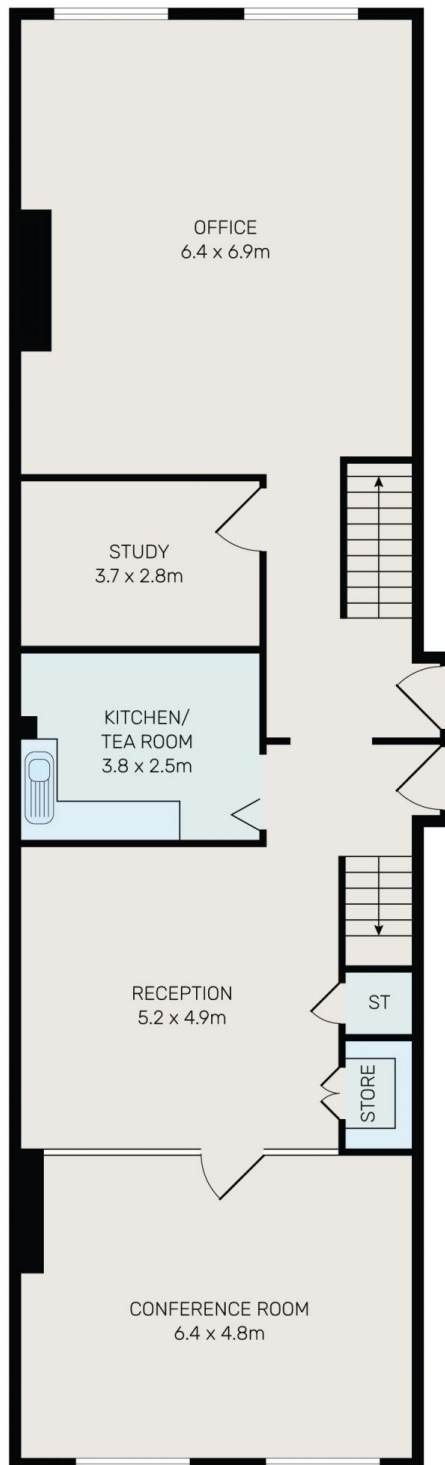 OFFICE
6.4 x 6.9m
STUDY
3.7 x 2.8m
KITCHEN/
TEA ROOM
3.8 x 2.5m
RECEPTION
5.2 x 4.9m
ST
STORE
CONFERENCE ROOM
6.4 x 4.8m